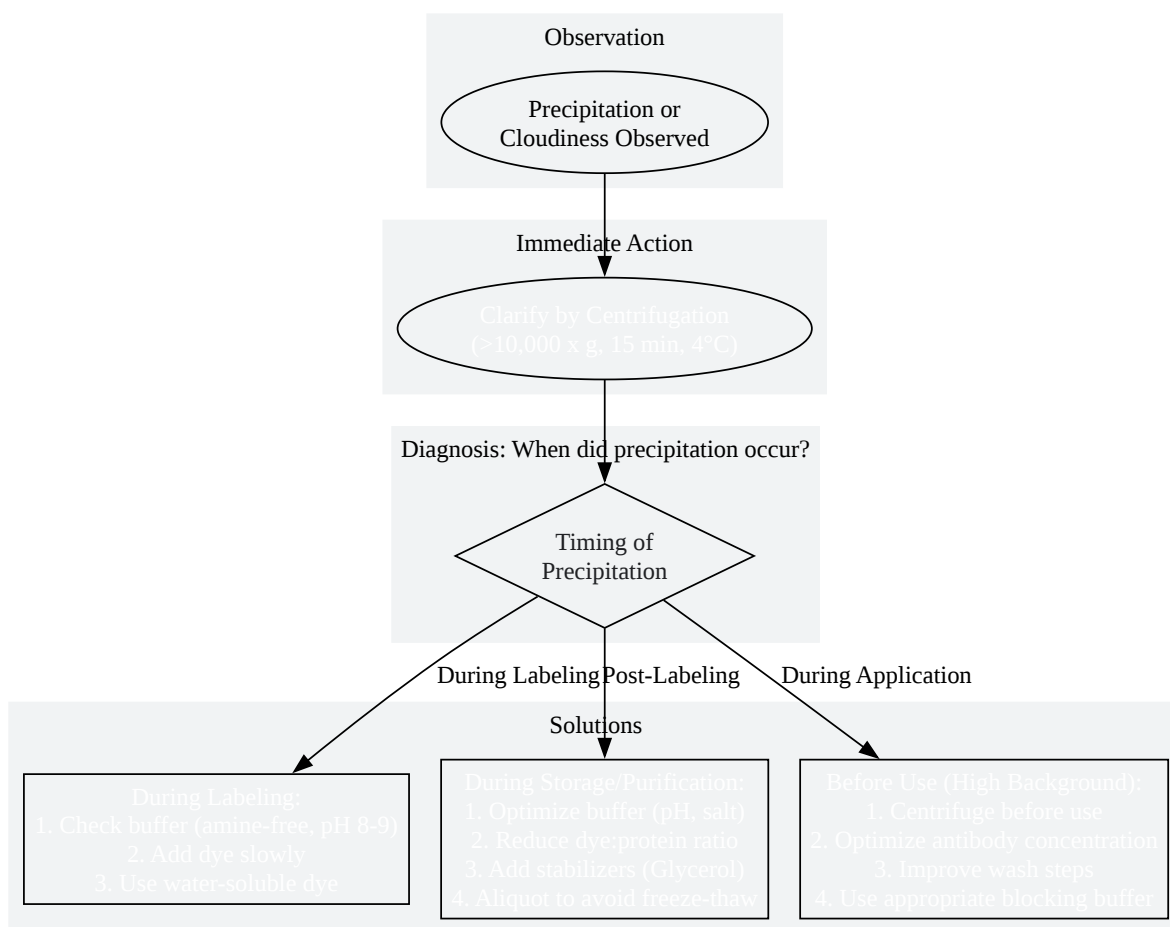 Observation
Precipitation or
Cloudiness Observed
Immediate Action
Clarify by Centrifugation
(>10,000 x g, 15 min, 4°C)
Diagnosis: When did precipitation occur?
Timing of
Precipitation
During Labeling
Post-Labeling
During Application
Solutions
During Labeling:
1. Check buffer (amine-free, pH 8-9)
2. Add dye slowly
3. Use water-soluble dye
During Storage/Purification:
1. Optimize buffer (pH, salt)
2. Reduce dye:protein ratio
3. Add stabilizers (Glycerol)
4. Aliquot to avoid freeze-thaw
Before Use (High Background):
1. Centrifuge before use
2. Optimize antibody concentration
3. Improve wash steps
4. Use appropriate blocking buffer